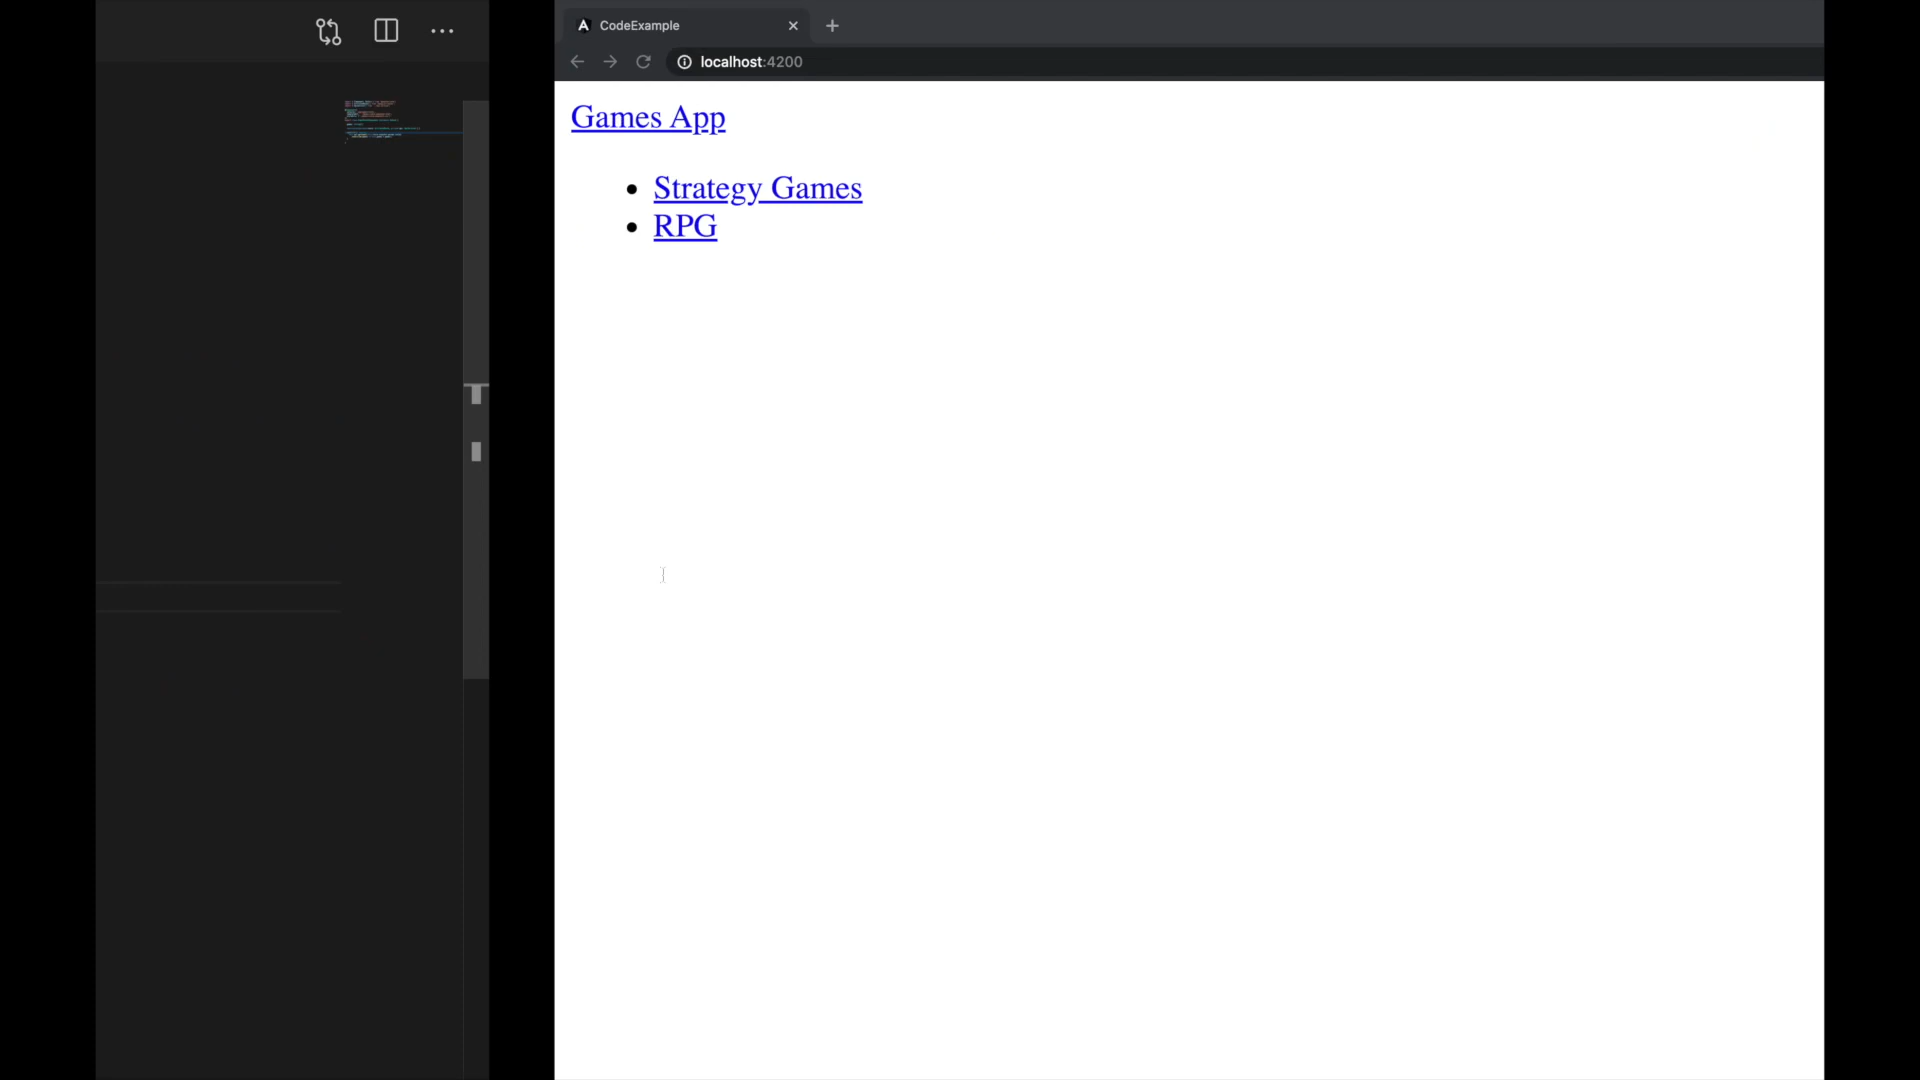 CodeExample
localhost:4200
Games App
Strategy Games
RPG